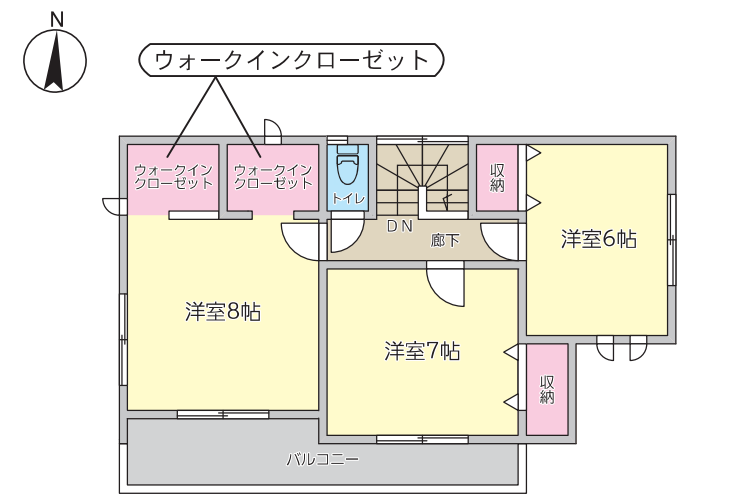 N
ウォークインクローゼット
ウォークイン
クローゼット
ウォークイン
クローゼット
トイレ
収納
DN
廊下
洋室6帖
洋室8帖
洋室7帖
収納
バルコニー